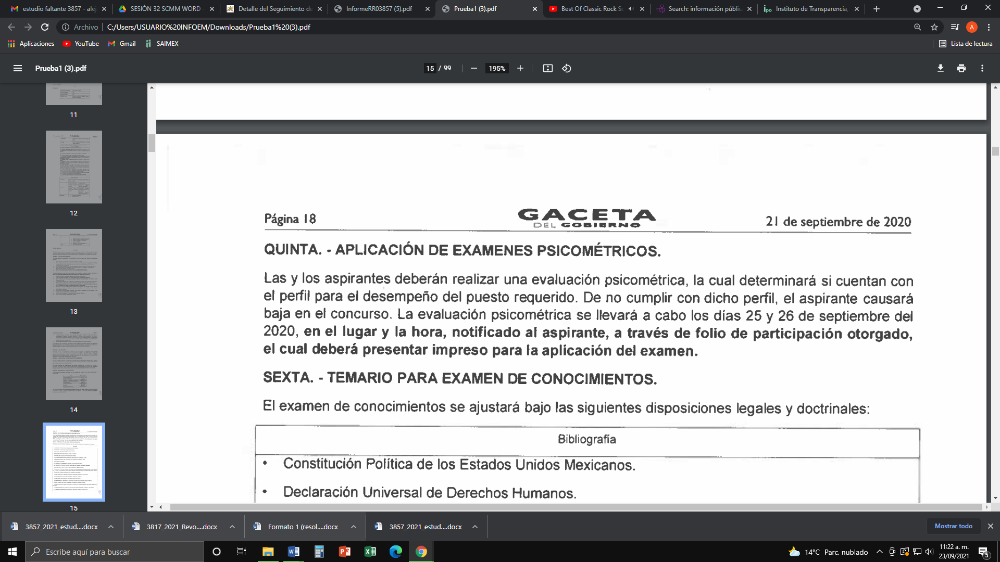 estudio faltante 3857 - alej
SESIÓN 32 SCMM WORD -
Detalle del Seguimiento de
InformeRR03857 (5).pdf
Prueba1 (3).pdf
Best Of Classic Rock So
Search: información públic
Instituto de Transparencia,
Archivo
C:/Users/USUARIO%20INFOEM/Downloads/Prueba1%20(3).pdf
A
Aplicaciones
YouTube
Gmail
SAIMEX
Lista de lectura
Prueba1 (3).pdf
15 / 99
195%
11
12
13
14
15
Página 18
GACETA
DEL GOBIERNO
21 de septiembre de 2020
QUINTA. - APLICACIÓN DE EXAMENES PSICOMÉTRICOS.
Las y los aspirantes deberán realizar una evaluación psicométrica, la cual determinará si cuentan con
el perfil para el desempeño del puesto requerido. De no cumplir con dicho perfil, el aspirante causará
baja en el concurso. La evaluación psicométrica se llevará a cabo los días 25 y 26 de septiembre del
2020, en el lugar y la hora, notificado al aspirante, a través de folio de participación otorgado,
el cual deberá presentar impreso para la aplicación del examen.
SEXTA. - TEMARIO PARA EXAMEN DE CONOCIMIENTOS.
El examen de conocimientos se ajustará bajo las siguientes disposiciones legales y doctrinales:
Bibliografía
• Constitución Política de los Estados Unidos Mexicanos.
• Declaración Universal de Derechos Humanos.
3857_2021_estud....docx
3817_2021_Revo....docx
Formato 1 (resol....docx
3857_2021_estud....docx
Mostrar todo
Escribe aquí para buscar
14°C Parc. nublado
11:22 a. m.
23/09/2021
5